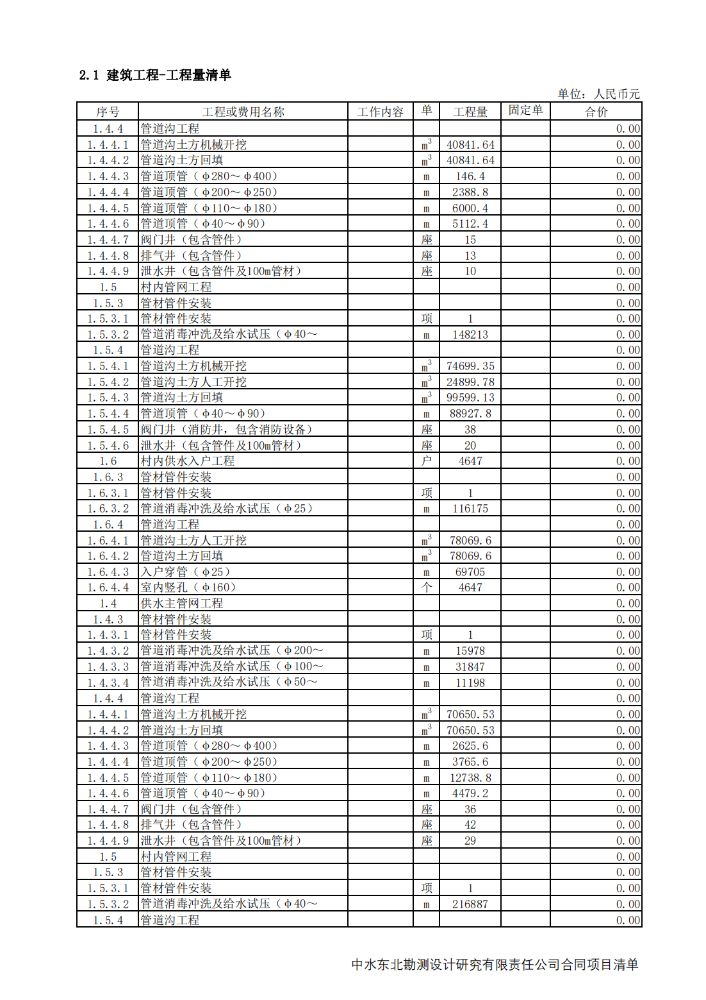 2.1 建筑工程-工程量清单
单位：人民币元
序号 工程或费用名称 工作内容 单 工程量 固定单 合价
1.4.4 管道沟工程 0.00
1.4.4.1 管道沟土方机械开挖 m³ 40841.64 0.00
1.4.4.2 管道沟土方回填 m³ 40841.64 0.00
1.4.4.3 管道顶管（φ280～φ400） m 146.4 0.00
1.4.4.4 管道顶管（φ200～φ250） m 2388.8 0.00
1.4.4.5 管道顶管（φ110～φ180） m 6000.4 0.00
1.4.4.6 管道顶管（φ40～φ90） m 5112.4 0.00
1.4.4.7 阀门井（包含管件） 座 15 0.00
1.4.4.8 排气井（包含管件） 座 13 0.00
1.4.4.9 泄水井（包含管件及100m管材） 座 10 0.00
1.5 村内管网工程 0.00
1.5.3 管材管件安装 0.00
1.5.3.1 管材管件安装 项 1 0.00
1.5.3.2 管道消毒冲洗及给水试压（φ40～ m 148213 0.00
1.5.4 管道沟工程 0.00
1.5.4.1 管道沟土方机械开挖 m³ 74699.35 0.00
1.5.4.2 管道沟土方人工开挖 m³ 24899.78 0.00
1.5.4.3 管道沟土方回填 m³ 99599.13 0.00
1.5.4.4 管道顶管（φ40～φ90） m 88927.8 0.00
1.5.4.5 阀门井（消防井，包含消防设备） 座 38 0.00
1.5.4.6 泄水井（包含管件及100m管材） 座 20 0.00
1.6 村内供水入户工程 户 4647 0.00
1.6.3 管材管件安装 0.00
1.6.3.1 管材管件安装 项 1 0.00
1.6.3.2 管道消毒冲洗及给水试压（φ25） m 116175 0.00
1.6.4 管道沟工程 0.00
1.6.4.1 管道沟土方人工开挖 m³ 78069.6 0.00
1.6.4.2 管道沟土方回填 m³ 78069.6 0.00
1.6.4.3 入户穿管（φ25） m 69705 0.00
1.6.4.4 室内竖孔（φ160） 个 4647 0.00
1.4 供水主管网工程 0.00
1.4.3 管材管件安装 0.00
1.4.3.1 管材管件安装 项 1 0.00
1.4.3.2 管道消毒冲洗及给水试压（φ200～ m 15978 0.00
1.4.3.3 管道消毒冲洗及给水试压（φ100～ m 31847 0.00
1.4.3.4 管道消毒冲洗及给水试压（φ50～ m 11198 0.00
1.4.4 管道沟工程 0.00
1.4.4.1 管道沟土方机械开挖 m³ 70650.53 0.00
1.4.4.2 管道沟土方回填 m³ 70650.53 0.00
1.4.4.3 管道顶管（φ280～φ400） m 2625.6 0.00
1.4.4.4 管道顶管（φ200～φ250） m 3765.6 0.00
1.4.4.5 管道顶管（φ110～φ180） m 12738.8 0.00
1.4.4.6 管道顶管（φ40～φ90） m 4479.2 0.00
1.4.4.7 阀门井（包含管件） 座 36 0.00
1.4.4.8 排气井（包含管件） 座 42 0.00
1.4.4.9 泄水井（包含管件及100m管材） 座 29 0.00
1.5 村内管网工程 0.00
1.5.3 管材管件安装 0.00
1.5.3.1 管材管件安装 项 1 0.00
1.5.3.2 管道消毒冲洗及给水试压（φ40～ m 216887 0.00
1.5.4 管道沟工程 0.00
中水东北勘测设计研究有限责任公司合同项目清单